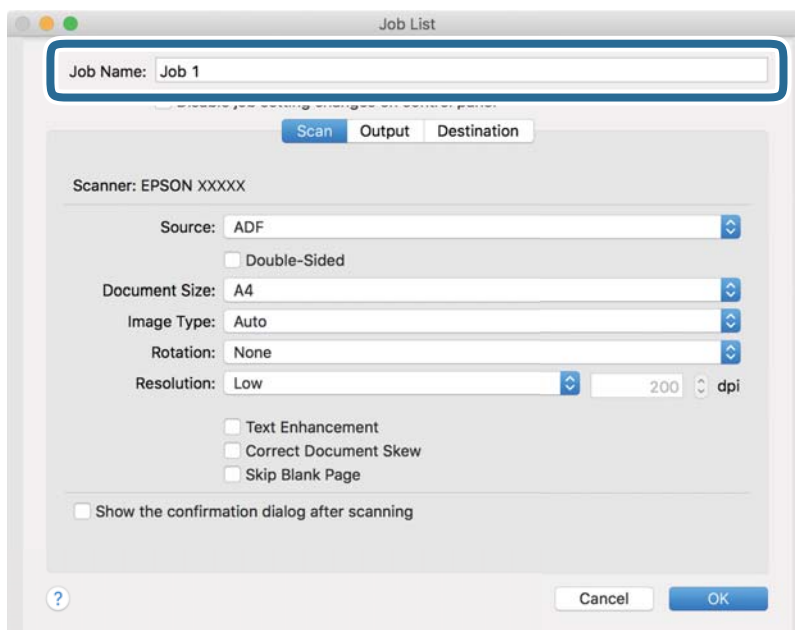 Job List
Job Name: Job 1
Scan Output Destination
Scanner: EPSON XXXXX
Source: ADF
Double-Sided
Document Size: A4
Image Type: Auto
Rotation: None
Resolution: Low 200 dpi
Text Enhancement
Correct Document Skew
Skip Blank Page
Show the confirmation dialog after scanning
? Cancel OK